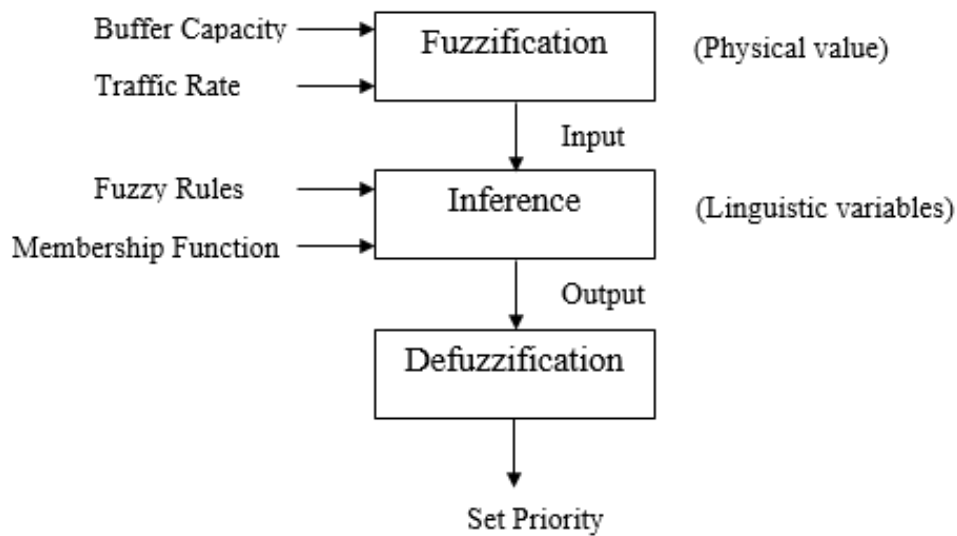 Buffer Capacity
Fuzzification
(Physical value)
Traffic Rate
Input
Fuzzy Rules
Inference
(Linguistic variables)
Membership Function
Output
Defuzzification
Set Priority